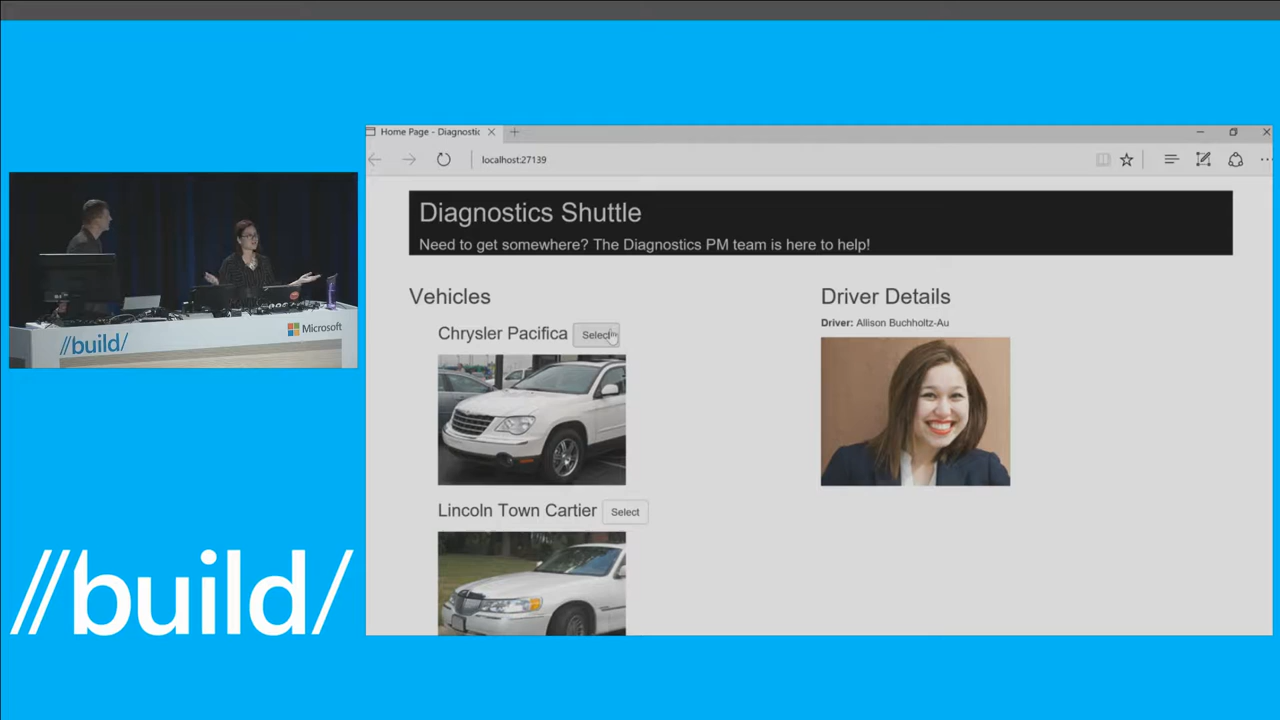 Home Page - Diagnostic
localhost:27139
Diagnostics Shuttle
Need to get somewhere? The Diagnostics PM team is here to help!
Vehicles
Driver Details
Driver: Allison Buchholtz-Au
Chrysler Pacifica
Select
Lincoln Town Cartier
Select
//build/
Microsoft
//build/